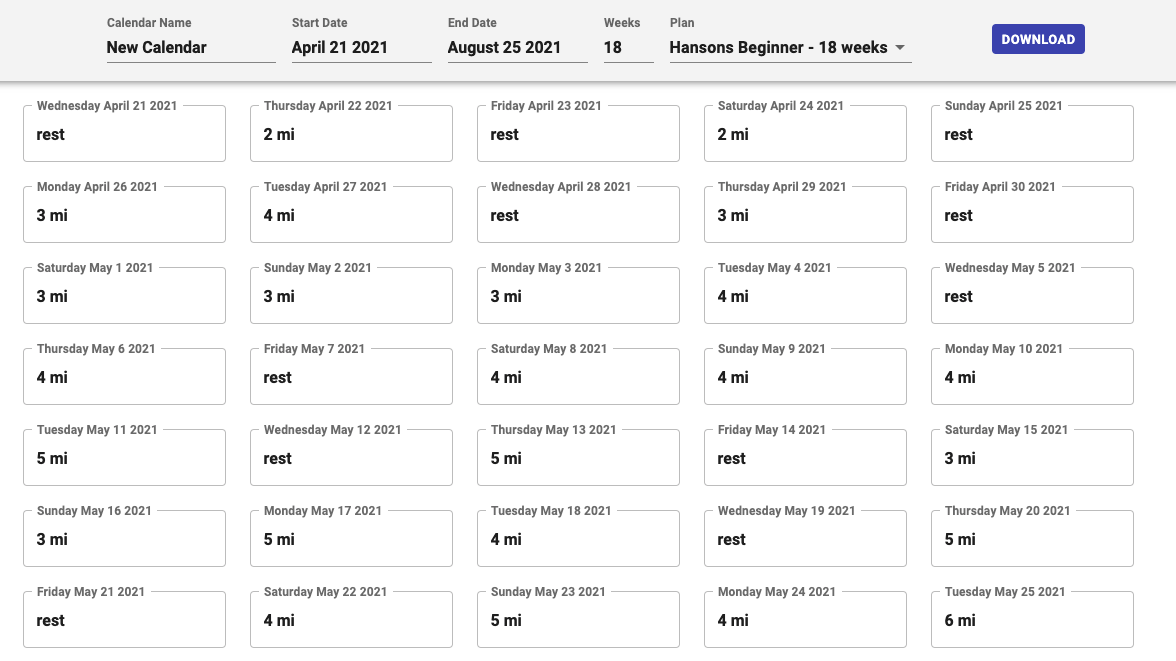 Calendar Name Start Date End Date Weeks Plan
New Calendar April 21 2021 August 25 2021 18 Hansons Beginner - 18 weeks DOWNLOAD
Wednesday April 21 2021 Thursday April 22 2021 Friday April 23 2021 Saturday April 24 2021 Sunday April 25 2021
rest 2 mi rest 2 mi rest
Monday April 26 2021 Tuesday April 27 2021 Wednesday April 28 2021 Thursday April 29 2021 Friday April 30 2021
3 mi 4 mi rest 3 mi rest
Saturday May 1 2021 Sunday May 2 2021 Monday May 3 2021 Tuesday May 4 2021 Wednesday May 5 2021
3 mi 3 mi 3 mi 4 mi rest
Thursday May 6 2021 Friday May 7 2021 Saturday May 8 2021 Sunday May 9 2021 Monday May 10 2021
4 mi rest 4 mi 4 mi 4 mi
Tuesday May 11 2021 Wednesday May 12 2021 Thursday May 13 2021 Friday May 14 2021 Saturday May 15 2021
5 mi rest 5 mi rest 3 mi
Sunday May 16 2021 Monday May 17 2021 Tuesday May 18 2021 Wednesday May 19 2021 Thursday May 20 2021
3 mi 5 mi 4 mi rest 5 mi
Friday May 21 2021 Saturday May 22 2021 Sunday May 23 2021 Monday May 24 2021 Tuesday May 25 2021
rest 4 mi 5 mi 4 mi 6 mi